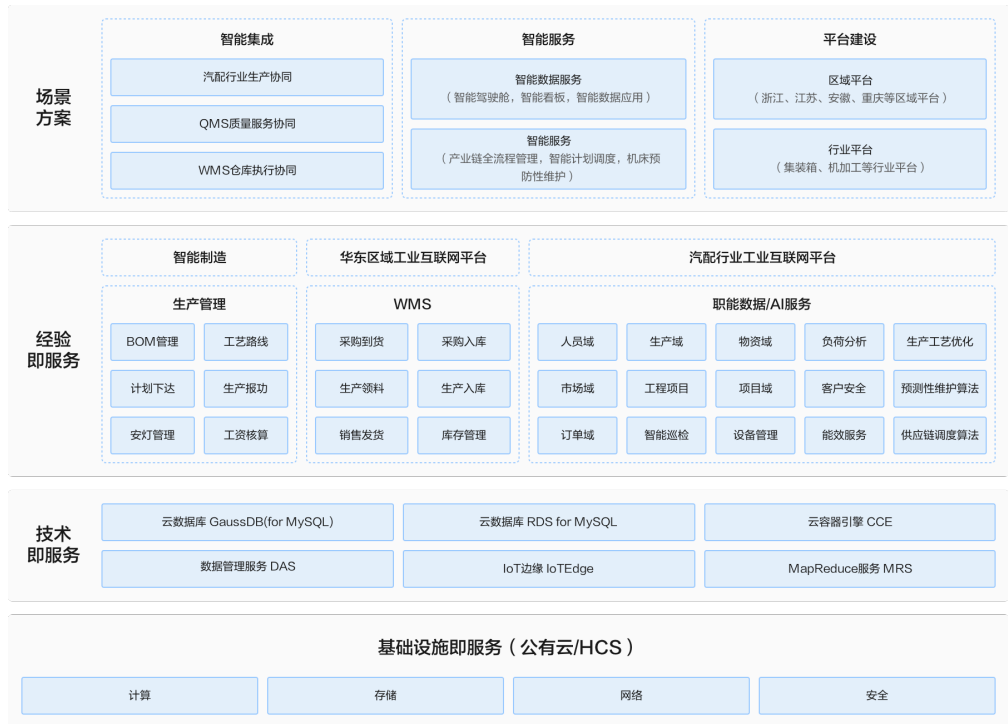 场景
方案
智能集成
汽配行业生产协同
QMS质量服务协同
WMS仓库执行协同
智能服务
智能数据服务
（智能驾驶舱，智能看板，智能数据应用）
智能服务
（产业链全流程管理，智能计划调度，机床预
防性维护）
平台建设
区域平台
（浙江、江苏、安徽、重庆等区域平台）
行业平台
（集装箱、机加工等行业平台）
经验
即服务
智能制造
华东区域工业互联网平台
汽配行业工业互联网平台
生产管理
BOM管理
工艺路线
计划下达
生产报功
安灯管理
工资核算
WMS
采购到货
采购入库
生产领料
生产入库
销售发货
库存管理
职能数据/AI服务
人员域
生产域
物资域
负荷分析
生产工艺优化
市场域
工程项目
项目域
客户安全
预测性维护算法
订单域
智能巡检
设备管理
能效服务
供应链调度算法
技术
即服务
云数据库 GaussDB(for MySQL)
云数据库 RDS for MySQL
云容器引擎 CCE
数据管理服务 DAS
IoT边缘 IoTEdge
MapReduce服务 MRS
基础设施即服务（公有云/HCS）
计算
存储
网络
安全